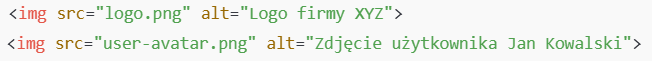 <img src="logo.png" alt="Logo firmy XYZ">
<img src="user-avatar.png" alt="Zdjęcie użytkownika Jan Kowalski">